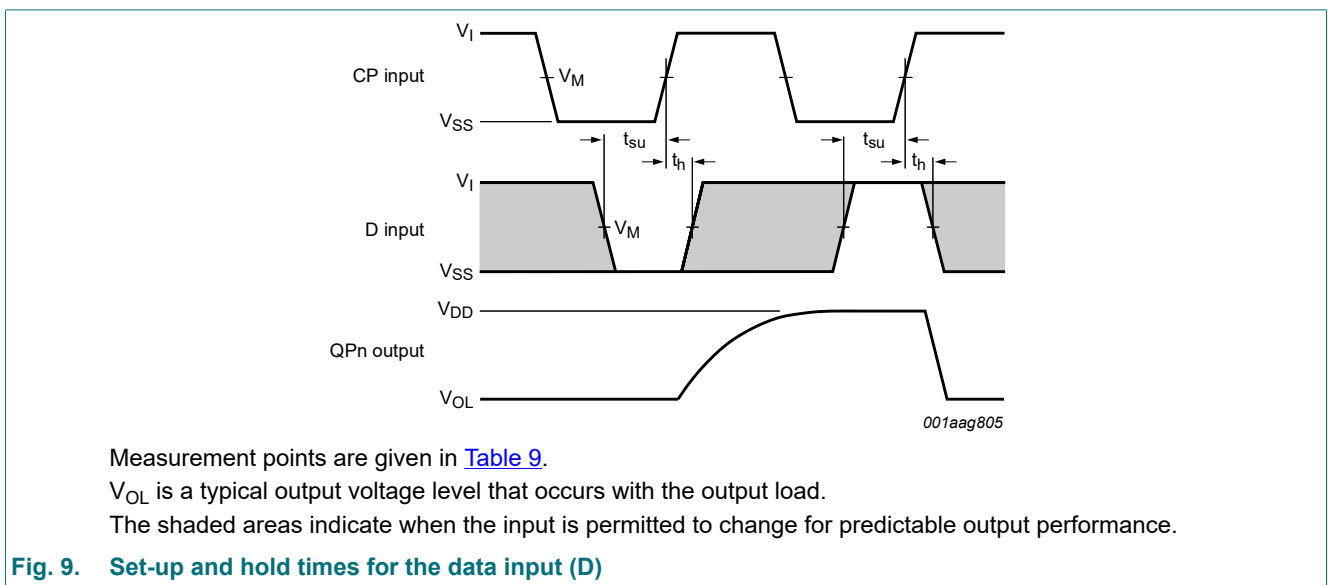 V_I
CP input
V_M
V_SS
t_su
t_su
t_h
t_h
V_I
D input
V_M
V_SS
V_DD
QPn output
V_OL
001aag805
Measurement points are given in Table 9.
V_OL is a typical output voltage level that occurs with the output load.
The shaded areas indicate when the input is permitted to change for predictable output performance.
Fig. 9. Set-up and hold times for the data input (D)